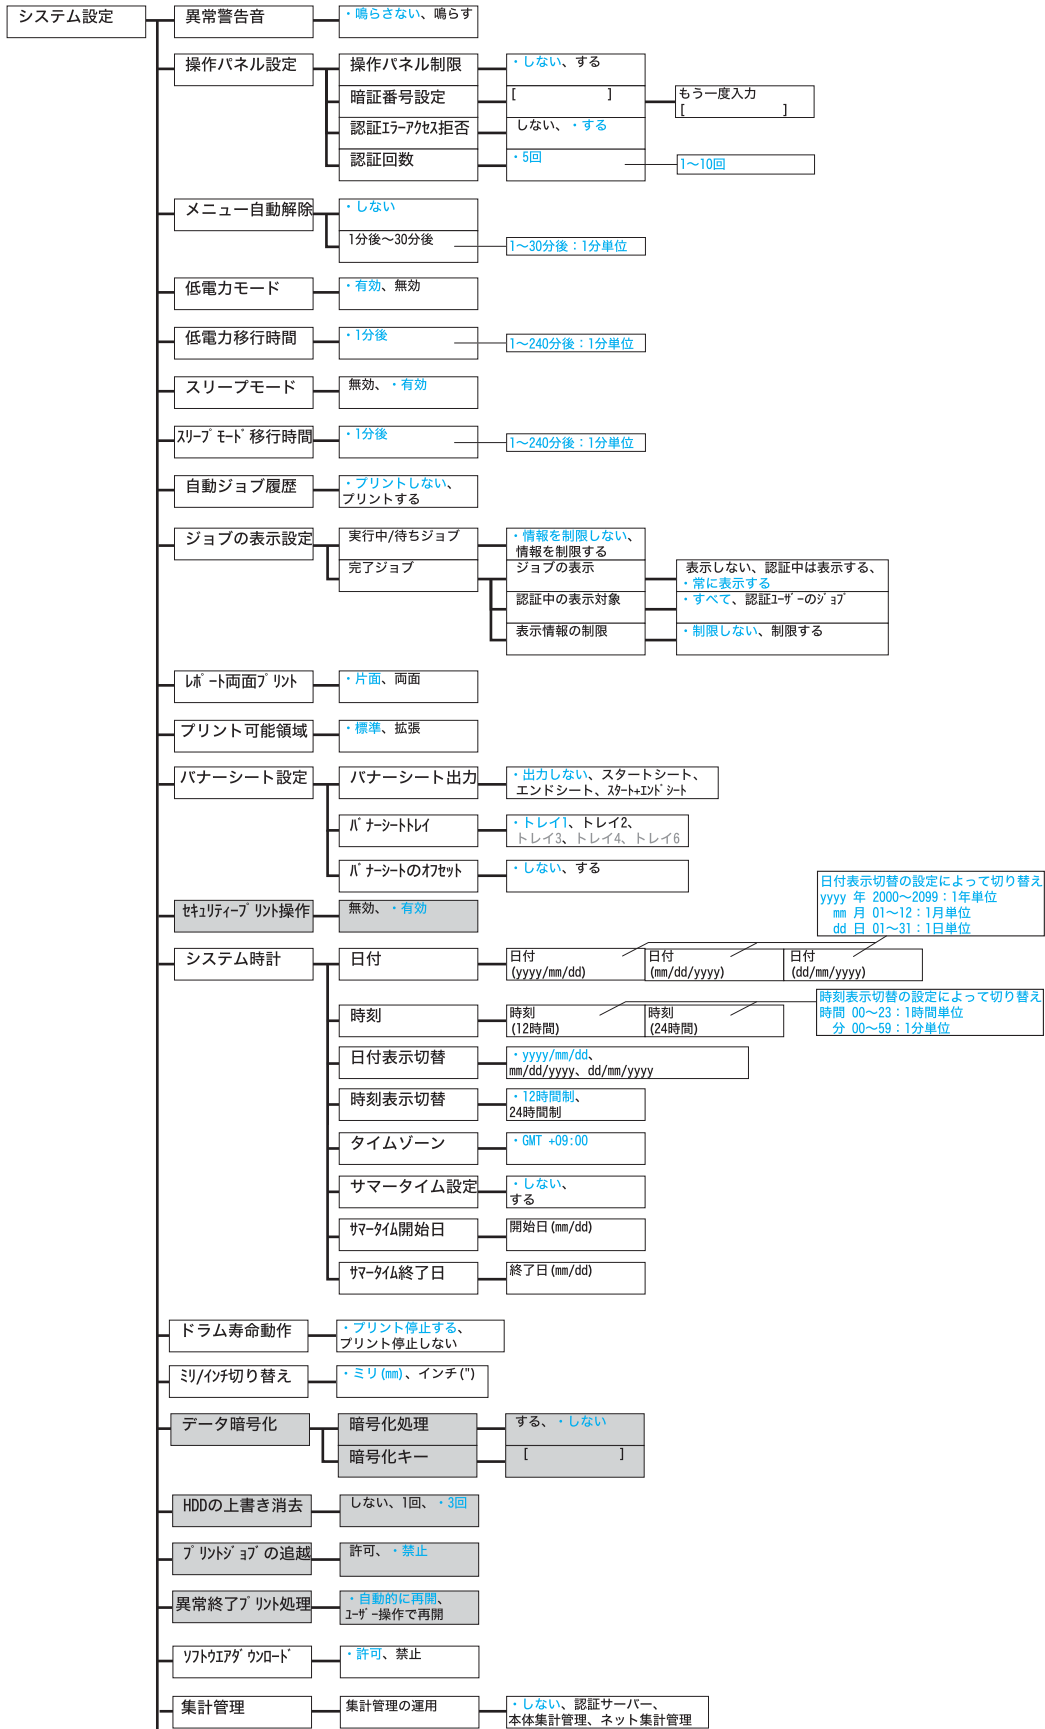 システム設定
異常警告音
・鳴らさない、鳴らす
操作パネル設定
操作パネル制限
・しない、する
暗証番号設定
[ ]
もう一度入力
[ ]
認証ｴﾗｰｱｸｾｽ拒否
しない、・する
認証回数
・5回
1〜10回
メニュー自動解除
・しない
1分後〜30分後
1〜30分後：1分単位
低電力モード
・有効、無効
低電力移行時間
・1分後
1〜240分後：1分単位
スリープモード
無効、・有効
ｽﾘｰﾌﾟﾓｰﾄﾞ移行時間
・1分後
1〜240分後：1分単位
自動ジョブ履歴
・プリントしない、
プリントする
ジョブの表示設定
実行中/待ちジョブ
・情報を制限しない、
情報を制限する
完了ジョブ
ジョブの表示
表示しない、認証中は表示する、
・常に表示する
認証中の表示対象
・すべて、認証ﾕｰｻﾞｰのｼﾞｮﾌﾞ
表示情報の制限
・制限しない、制限する
ﾚﾎﾟｰﾄ両面ﾌﾟﾘﾝﾄ
・片面、両面
プリント可能領域
・標準、拡張
バナーシート設定
バナーシート出力
・出力しない、スタートシート、
エンドシート、ｽﾀｰﾄ+ｴﾝﾄﾞｼｰﾄ
ﾊﾞﾅｰｼｰﾄﾄﾚｲ
・トレイ1、トレイ2、
トレイ3、トレイ4、トレイ6
ﾊﾞﾅｰｼｰﾄのｵﾌｾｯﾄ
・しない、する
日付表示切替の設定によって切り替え
yyyy 年 2000〜2099：1年単位
mm 月 01〜12：1月単位
dd 日 01〜31：1日単位
ｾｷｭﾘﾃｨｰﾌﾟﾘﾝﾄ操作
無効、・有効
システム時計
日付
日付
(yyyy/mm/dd)
日付
(mm/dd/yyyy)
日付
(dd/mm/yyyy)
時刻表示切替の設定によって切り替え
時間 00〜23：1時間単位
分 00〜59：1分単位
時刻
時刻
(12時間)
時刻
(24時間)
日付表示切替
・yyyy/mm/dd、
mm/dd/yyyy、dd/mm/yyyy
時刻表示切替
・12時間制、
24時間制
タイムゾーン
・GMT +09:00
サマータイム設定
・しない、
する
ｻﾏｰﾀｲﾑ開始日
開始日(mm/dd)
ｻﾏｰﾀｲﾑ終了日
終了日(mm/dd)
ドラム寿命動作
・プリント停止する、
プリント停止しない
ﾐﾘ/ｲﾝﾁ切り替え
・ミリ(mm)、インチ(")
データ暗号化
暗号化処理
する、・しない
暗号化キー
[ ]
HDDの上書き消去
しない、1回、・3回
ﾌﾟﾘﾝﾄｼﾞｮﾌﾞの追越
許可、・禁止
異常終了ﾌﾟﾘﾝﾄ処理
・自動的に再開、
ﾕｰｻﾞｰ操作で再開
ｿﾌﾄｳｴｱﾀﾞｳﾝﾛｰﾄﾞ
・許可、禁止
集計管理
集計管理の運用
・しない、認証サーバー、
本体集計管理、ネット集計管理